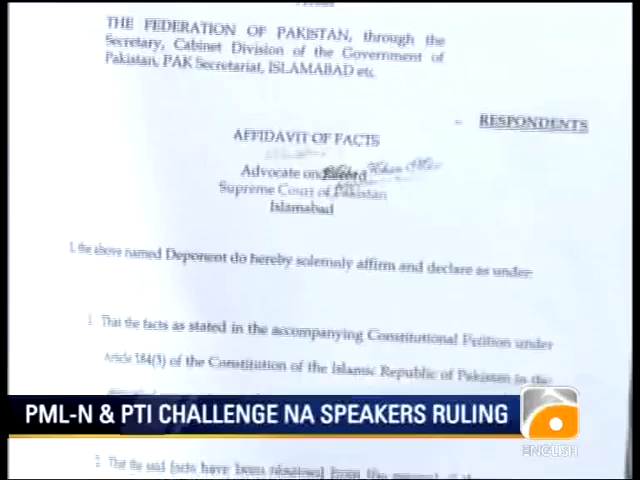 THE FEDERATION OF PAKISTAN, through the
Secretary, Cabinet Division of the Government of
Pakistan, PAK Secretariat, ISLAMABAD etc.
RESPONDENTS
AFFIDAVIT OF FACTS
Advocate on Record
Supreme Court of Pakistan
Islamabad
I, the above named Deponent do hereby solemnly affirm and declare as under
1. That the facts as stated in the accompanying Constitutional Petition under
Article 184(3) of the Constitution of the Islamic Republic of Pakistan in the
PML-N & PTI CHALLENGE NA SPEAKERS RULING
ENGLISH
2. That the said facts have been received from the